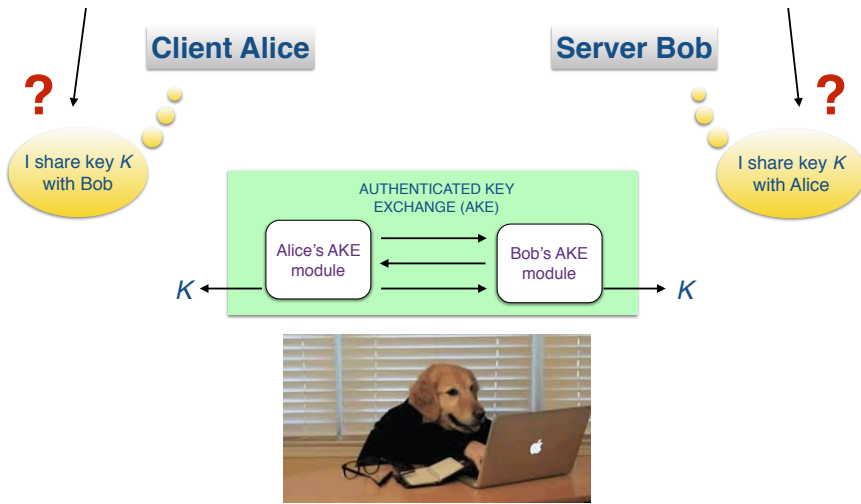 Client Alice
Server Bob
?
?
I share key K
with Bob
I share key K
with Alice
AUTHENTICATED KEY
EXCHANGE (AKE)
Alice's AKE
module
Bob's AKE
module
K
K